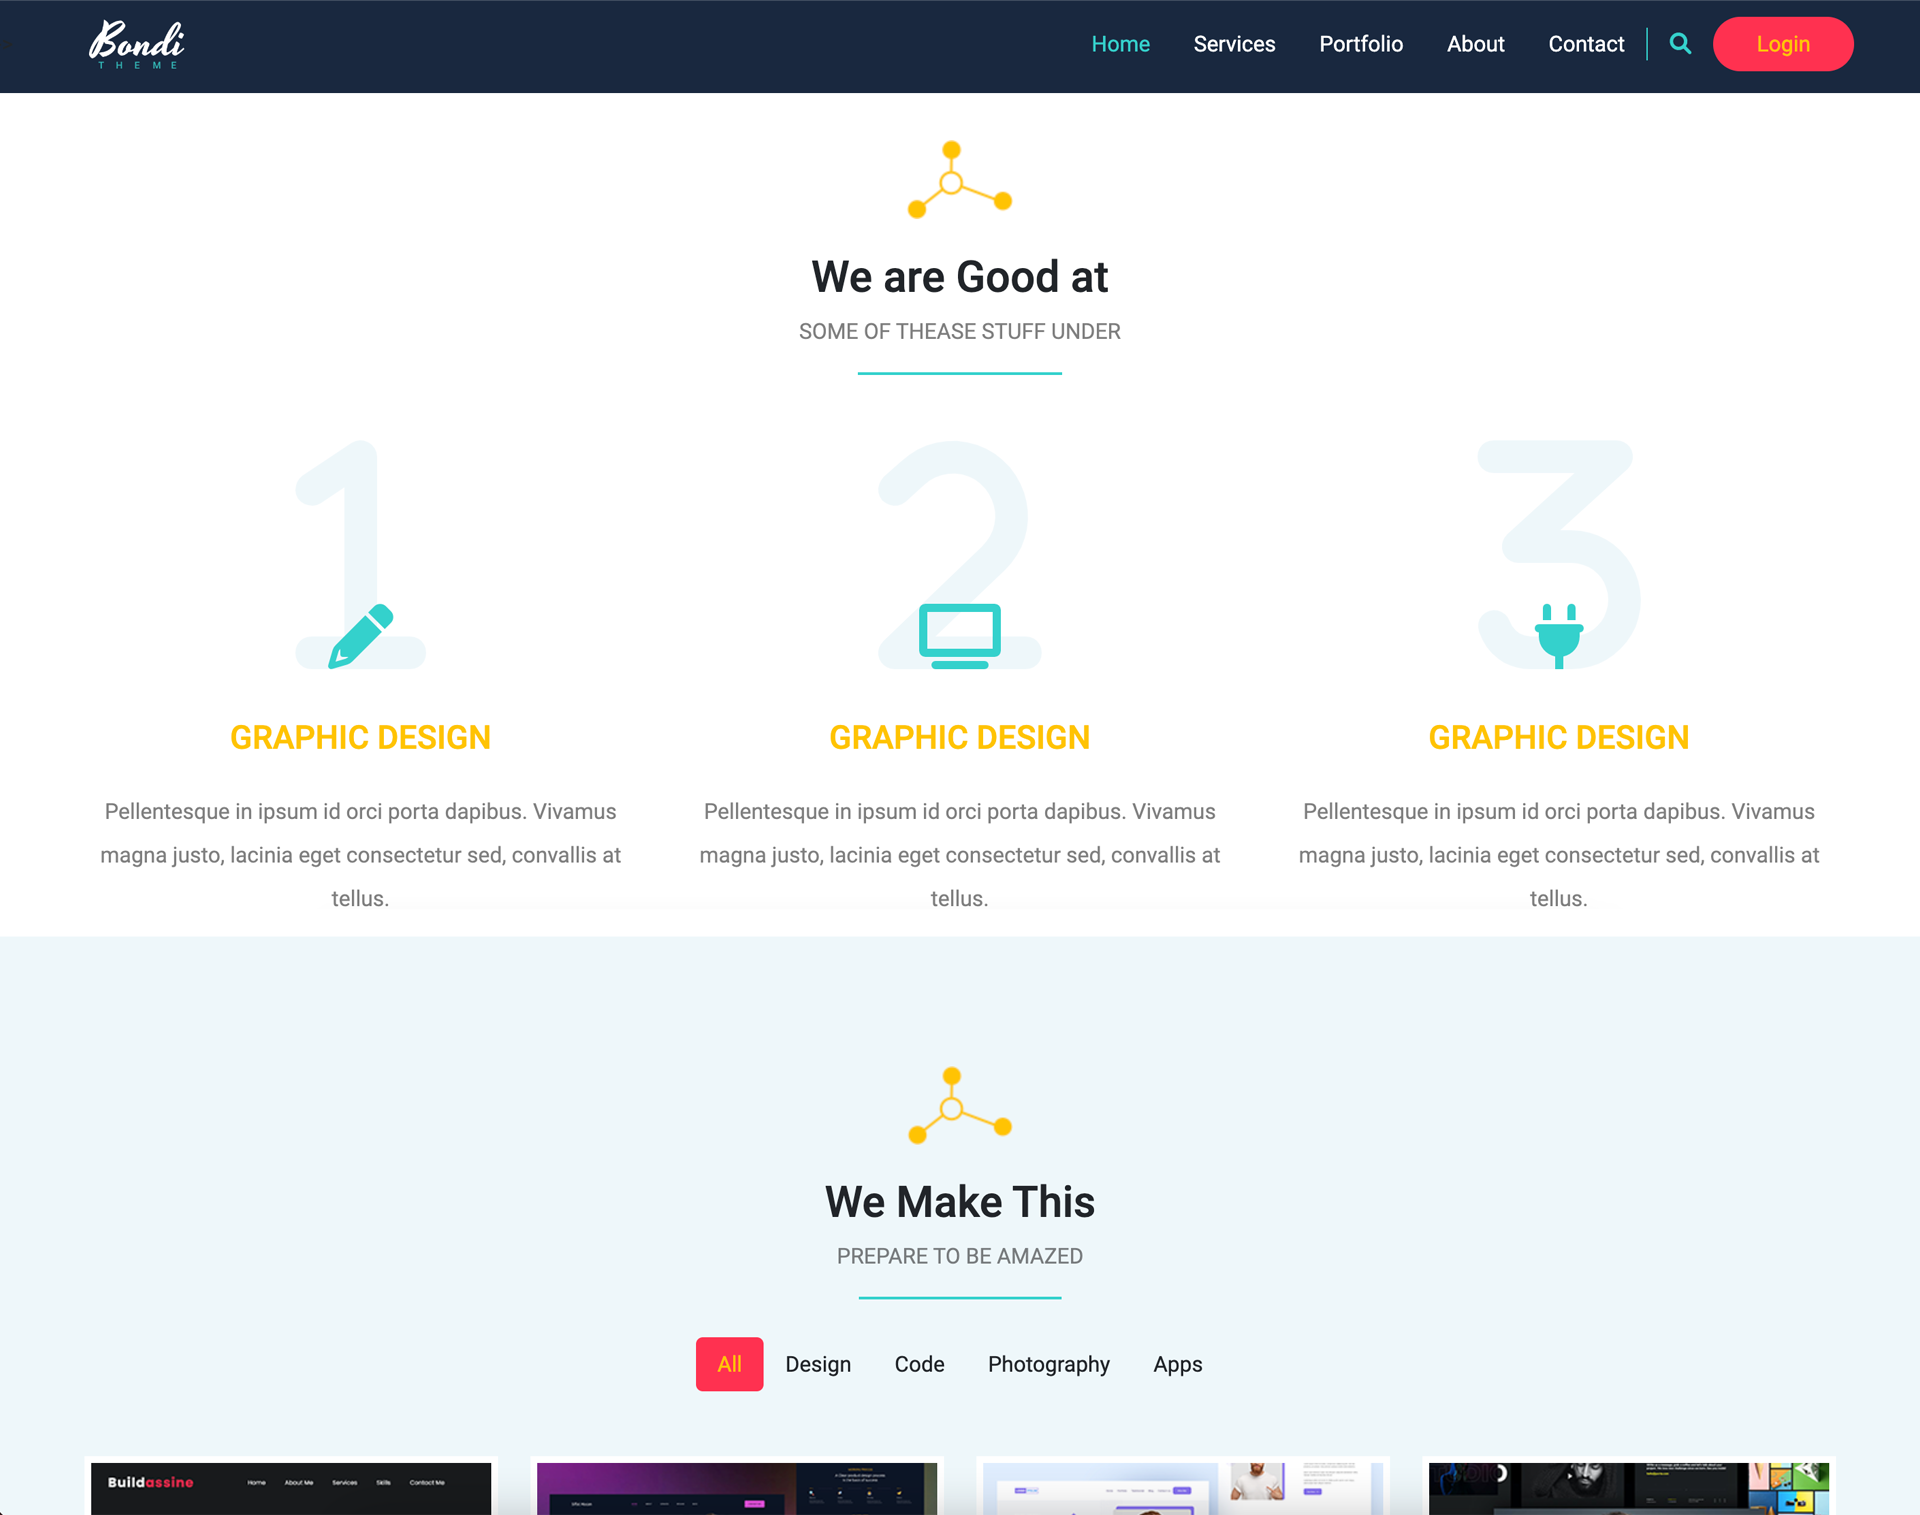 Bondi
THEME
Home Services Portfolio About Contact Login
We are Good at
SOME OF THEASE STUFF UNDER
1 2 3
GRAPHIC DESIGN GRAPHIC DESIGN GRAPHIC DESIGN
Pellentesque in ipsum id orci porta dapibus. Vivamus Pellentesque in ipsum id orci porta dapibus. Vivamus Pellentesque in ipsum id orci porta dapibus. Vivamus
magna justo, lacinia eget consectetur sed, convallis at magna justo, lacinia eget consectetur sed, convallis at magna justo, lacinia eget consectetur sed, convallis at
tellus. tellus. tellus.
We Make This
PREPARE TO BE AMAZED
All Design Code Photography Apps
Buildassine Home About Me Services Skills Contact Me